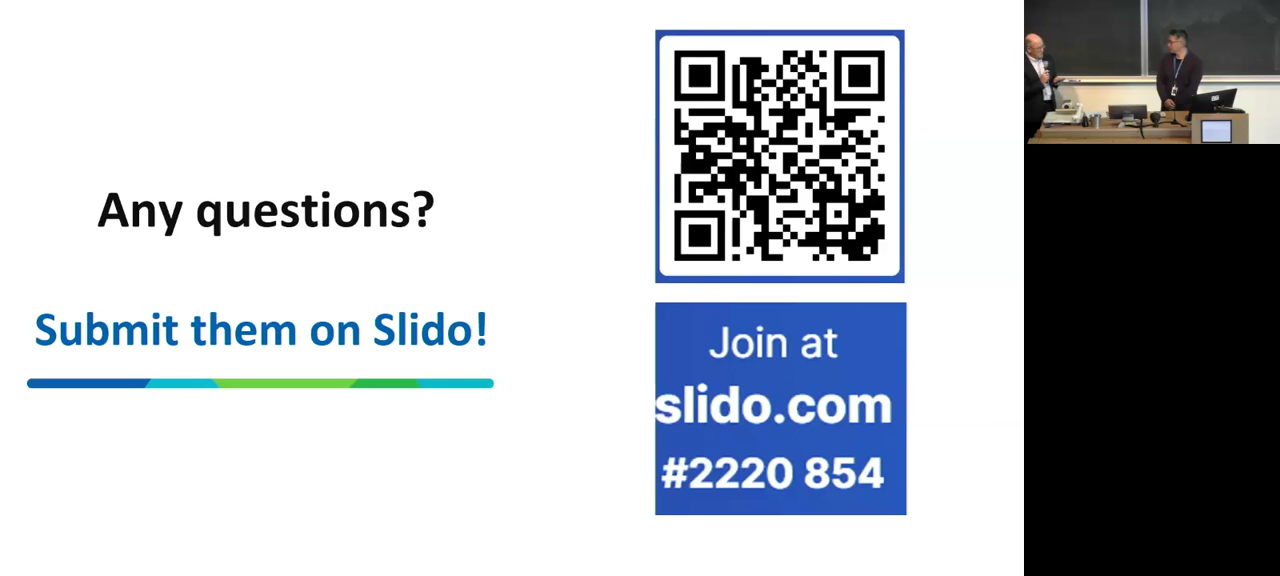 Any questions?
Submit them on Slido!
Join at
slido.com
#2220 854